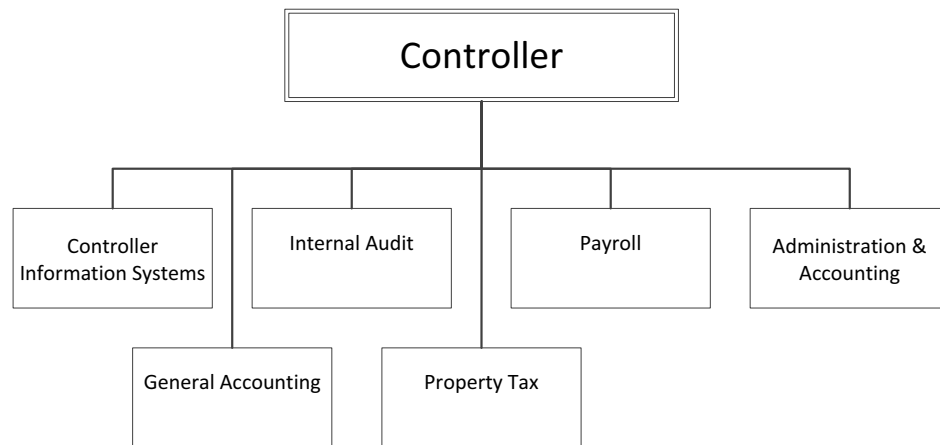 Controller
Controller
Information Systems
Internal Audit
Payroll
Administration &
Accounting
General Accounting
Property Tax